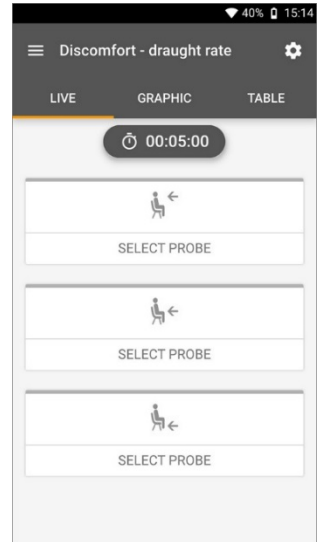 40% 15:14
Discomfort - draught rate
LIVE GRAPHIC TABLE
00:05:00
SELECT PROBE
SELECT PROBE
SELECT PROBE